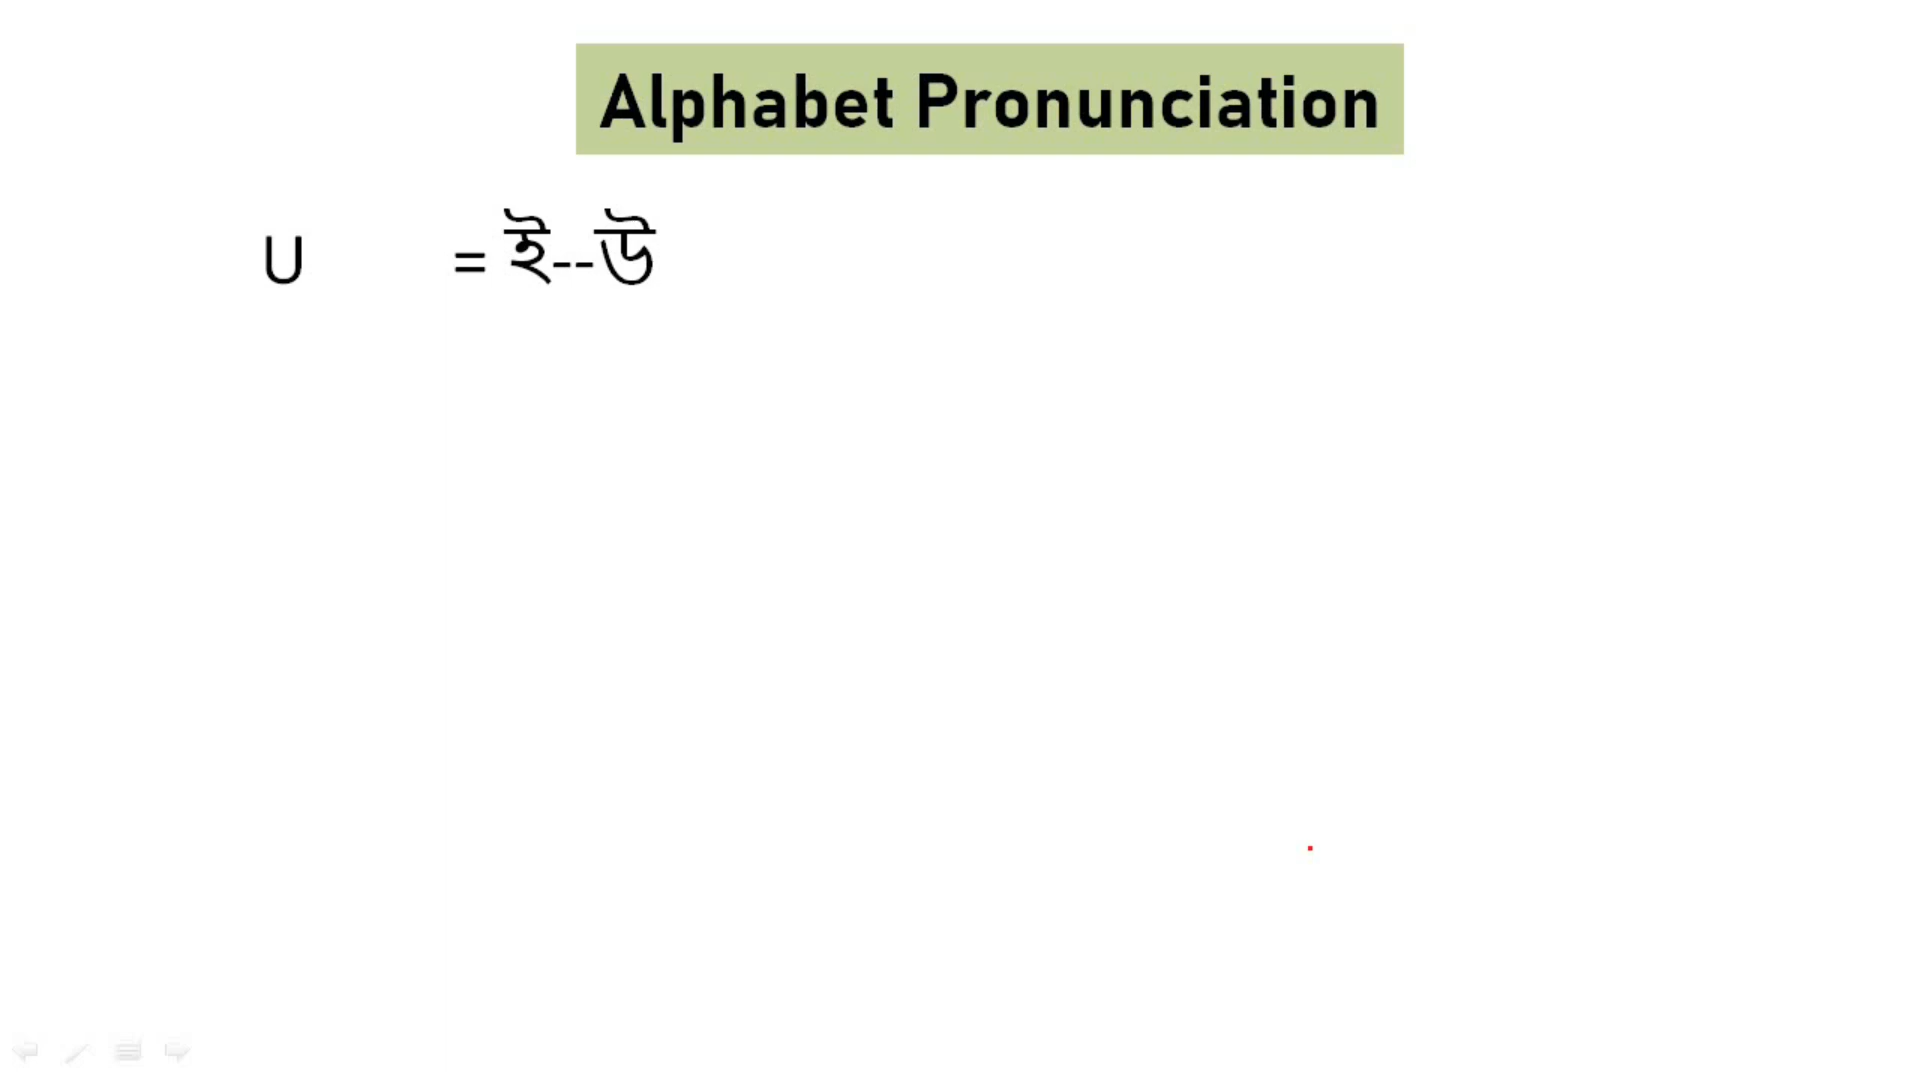 Alphabet Pronunciation
U = ই--উ